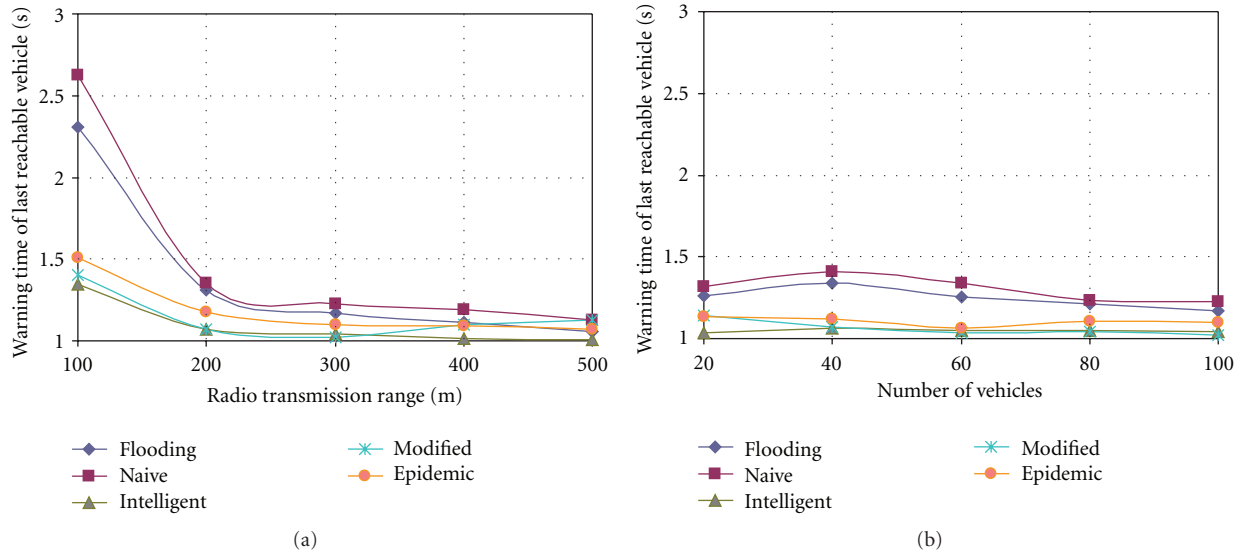 Warning time of last reachable vehicle (s)
3
2.5
2
1.5
1
100
200
300
400
500
Radio transmission range (m)
Flooding
Naive
Intelligent
Modified
Epidemic
(a)
Warning time of last reachable vehicle (s)
3
2.5
2
1.5
1
20
40
60
80
100
Number of vehicles
Flooding
Naive
Intelligent
Modified
Epidemic
(b)